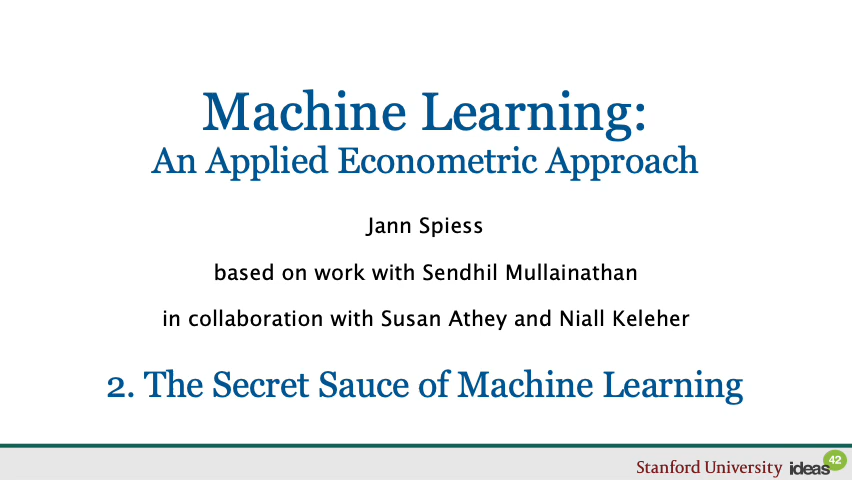 Machine Learning:
An Applied Econometric Approach
Jann Spiess
based on work with Sendhil Mullainathan
in collaboration with Susan Athey and Niall Keleher
2. The Secret Sauce of Machine Learning
Stanford University ideas 42